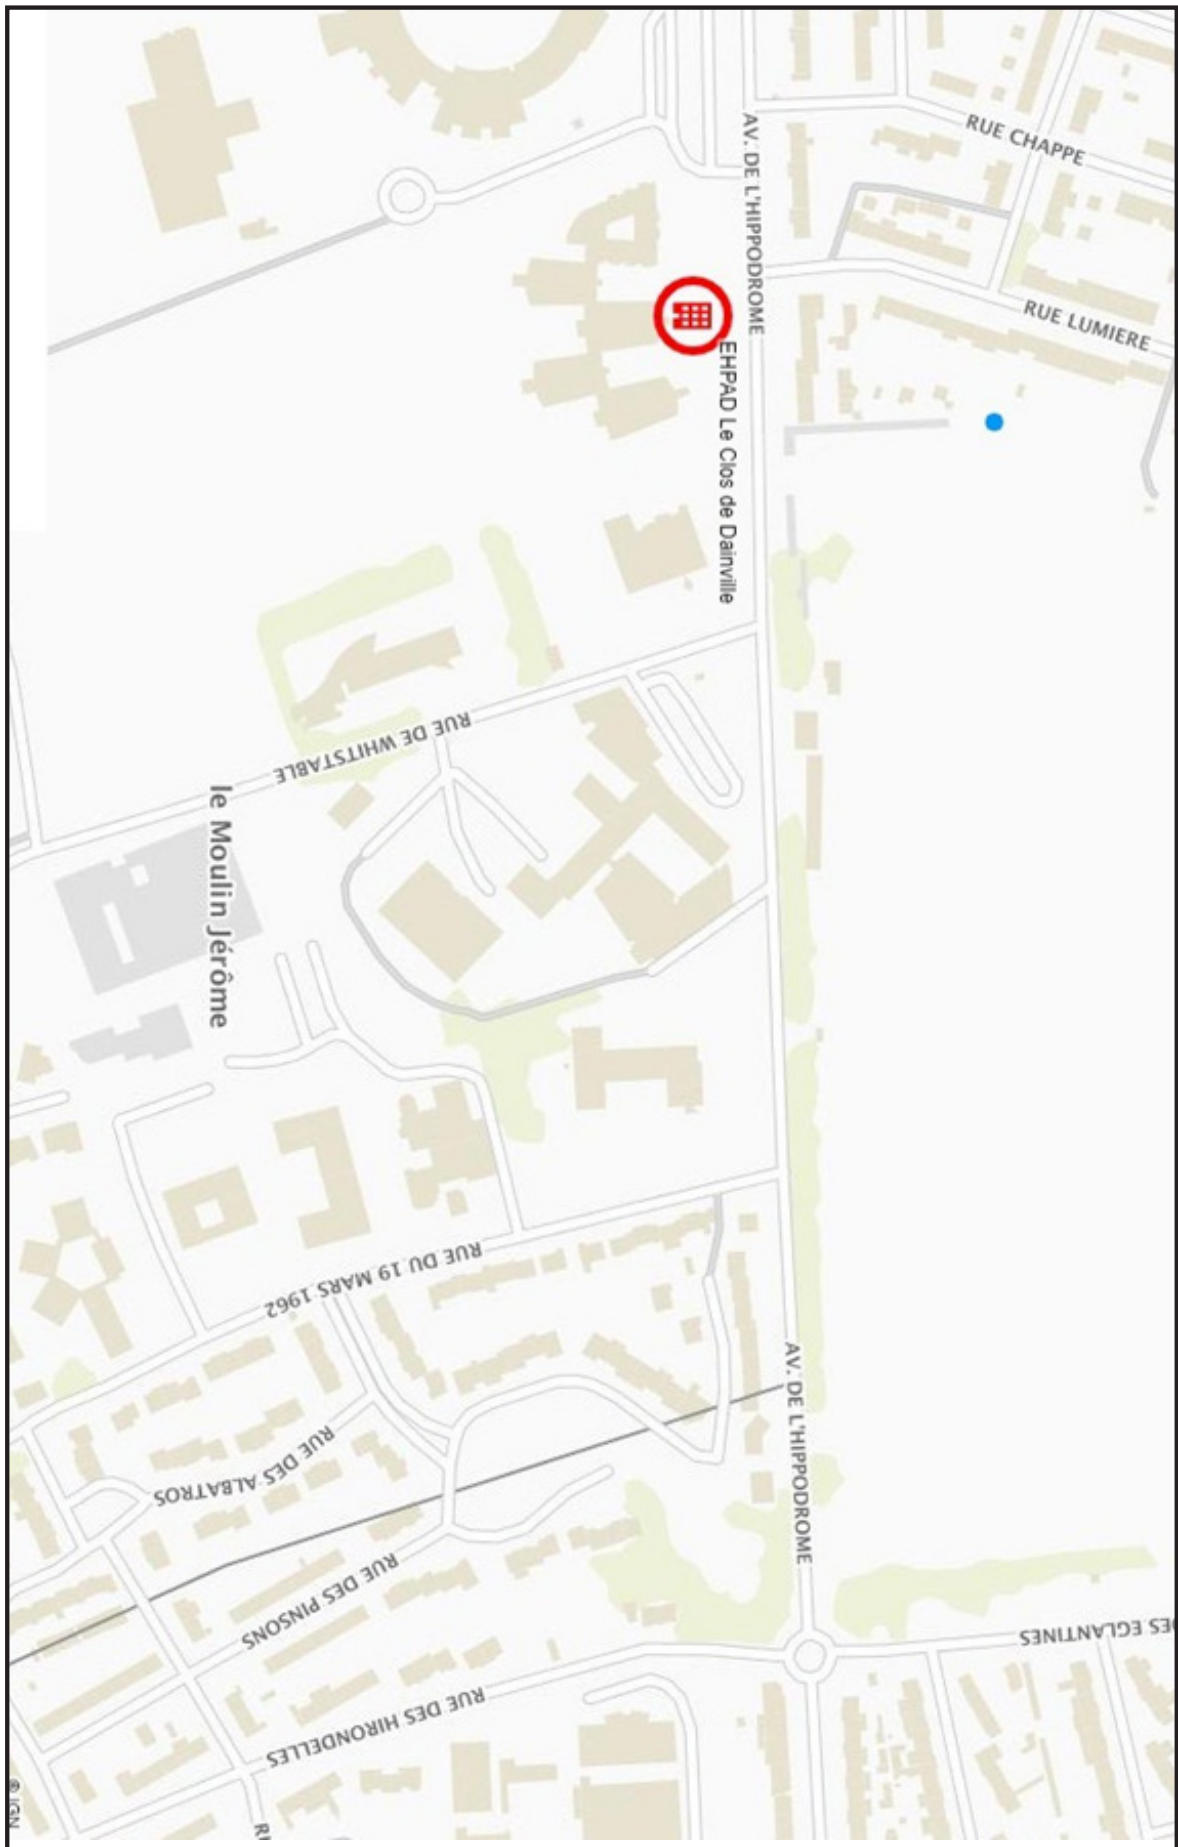 RUE CHAPPE
AV. DE L'HIPPODROME
RUE LUMIERE
EHPAD Le Clos de Dainville
RUE DE WHITSTABLE
le Moulin Jérôme
RUE DU 19 MARS 1962
AV. DE L'HIPPODROME
RUE DES ALBATROS
RUE DES PINSONS
DES EGLANTINES
RUE DES HIRONDELLES
© IGN